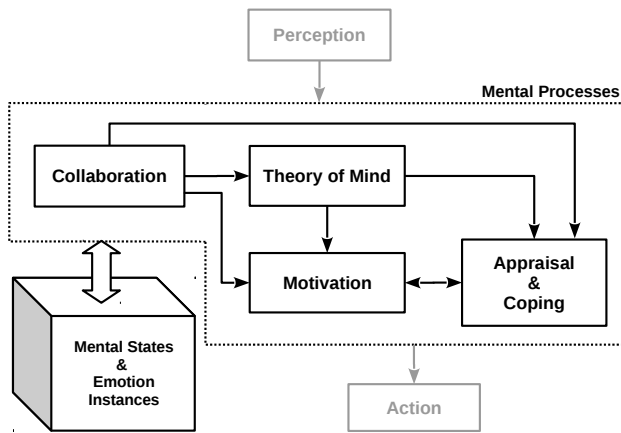 Perception
Mental Processes
Collaboration
Theory of Mind
Motivation
Appraisal
&
Coping
Mental States
&
Emotion
Instances
Action